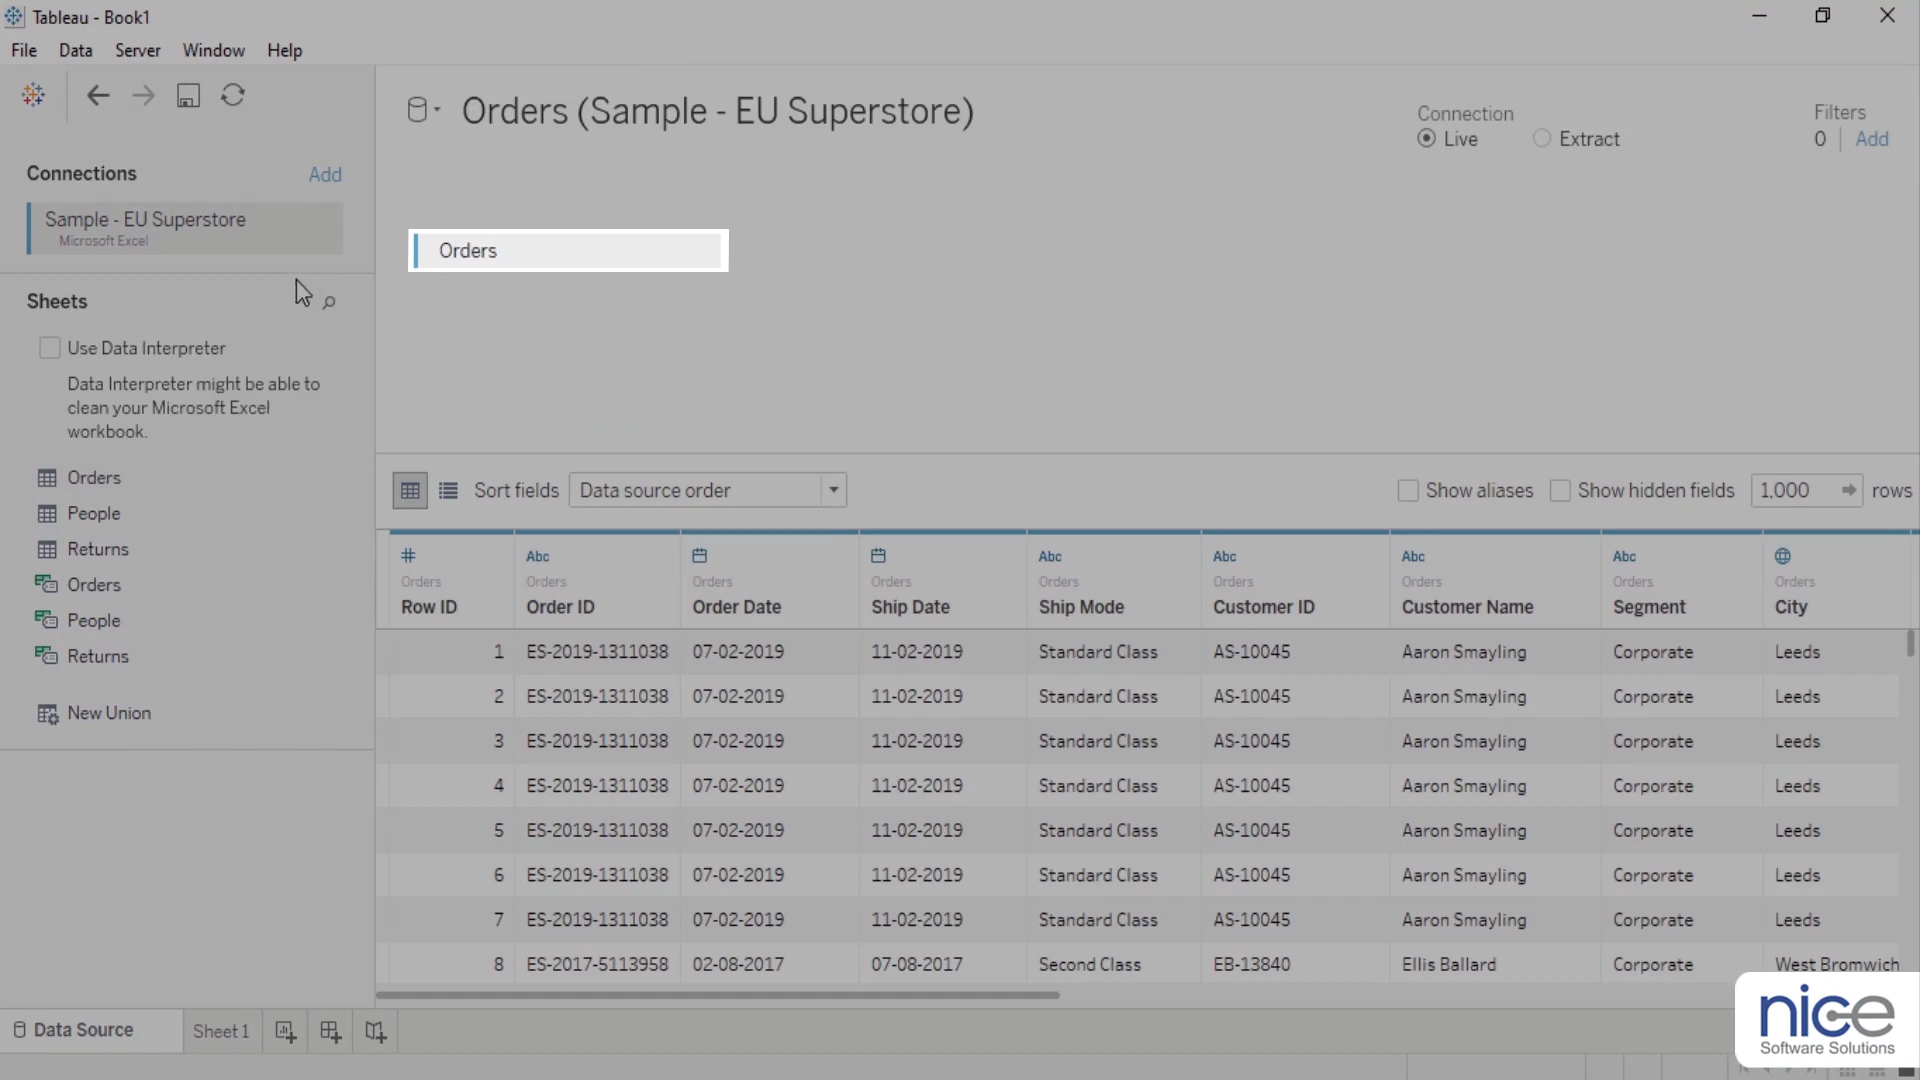 Tableau - Book1
File Data Server Window Help
Connections Add
Sample - EU Superstore
Microsoft Excel
Sheets
Use Data Interpreter
Data Interpreter might be able to
clean your Microsoft Excel
workbook.
Orders
People
Returns
Orders
People
Returns
New Union
Orders (Sample - EU Superstore)
Connection
Live Extract
Filters
0 Add
Orders
Sort fields Data source order Show aliases Show hidden fields 1,000 rows
# Abc Abc Abc Abc Abc
Orders Orders Orders Orders Orders Orders Orders Orders Orders
Row ID Order ID Order Date Ship Date Ship Mode Customer ID Customer Name Segment City
1 ES-2019-1311038 07-02-2019 11-02-2019 Standard Class AS-10045 Aaron Smayling Corporate Leeds
2 ES-2019-1311038 07-02-2019 11-02-2019 Standard Class AS-10045 Aaron Smayling Corporate Leeds
3 ES-2019-1311038 07-02-2019 11-02-2019 Standard Class AS-10045 Aaron Smayling Corporate Leeds
4 ES-2019-1311038 07-02-2019 11-02-2019 Standard Class AS-10045 Aaron Smayling Corporate Leeds
5 ES-2019-1311038 07-02-2019 11-02-2019 Standard Class AS-10045 Aaron Smayling Corporate Leeds
6 ES-2019-1311038 07-02-2019 11-02-2019 Standard Class AS-10045 Aaron Smayling Corporate Leeds
7 ES-2019-1311038 07-02-2019 11-02-2019 Standard Class AS-10045 Aaron Smayling Corporate Leeds
8 ES-2017-5113958 02-08-2017 07-08-2017 Second Class EB-13840 Ellis Ballard Corporate West Bromwich
Data Source Sheet 1
nice
Software Solutions